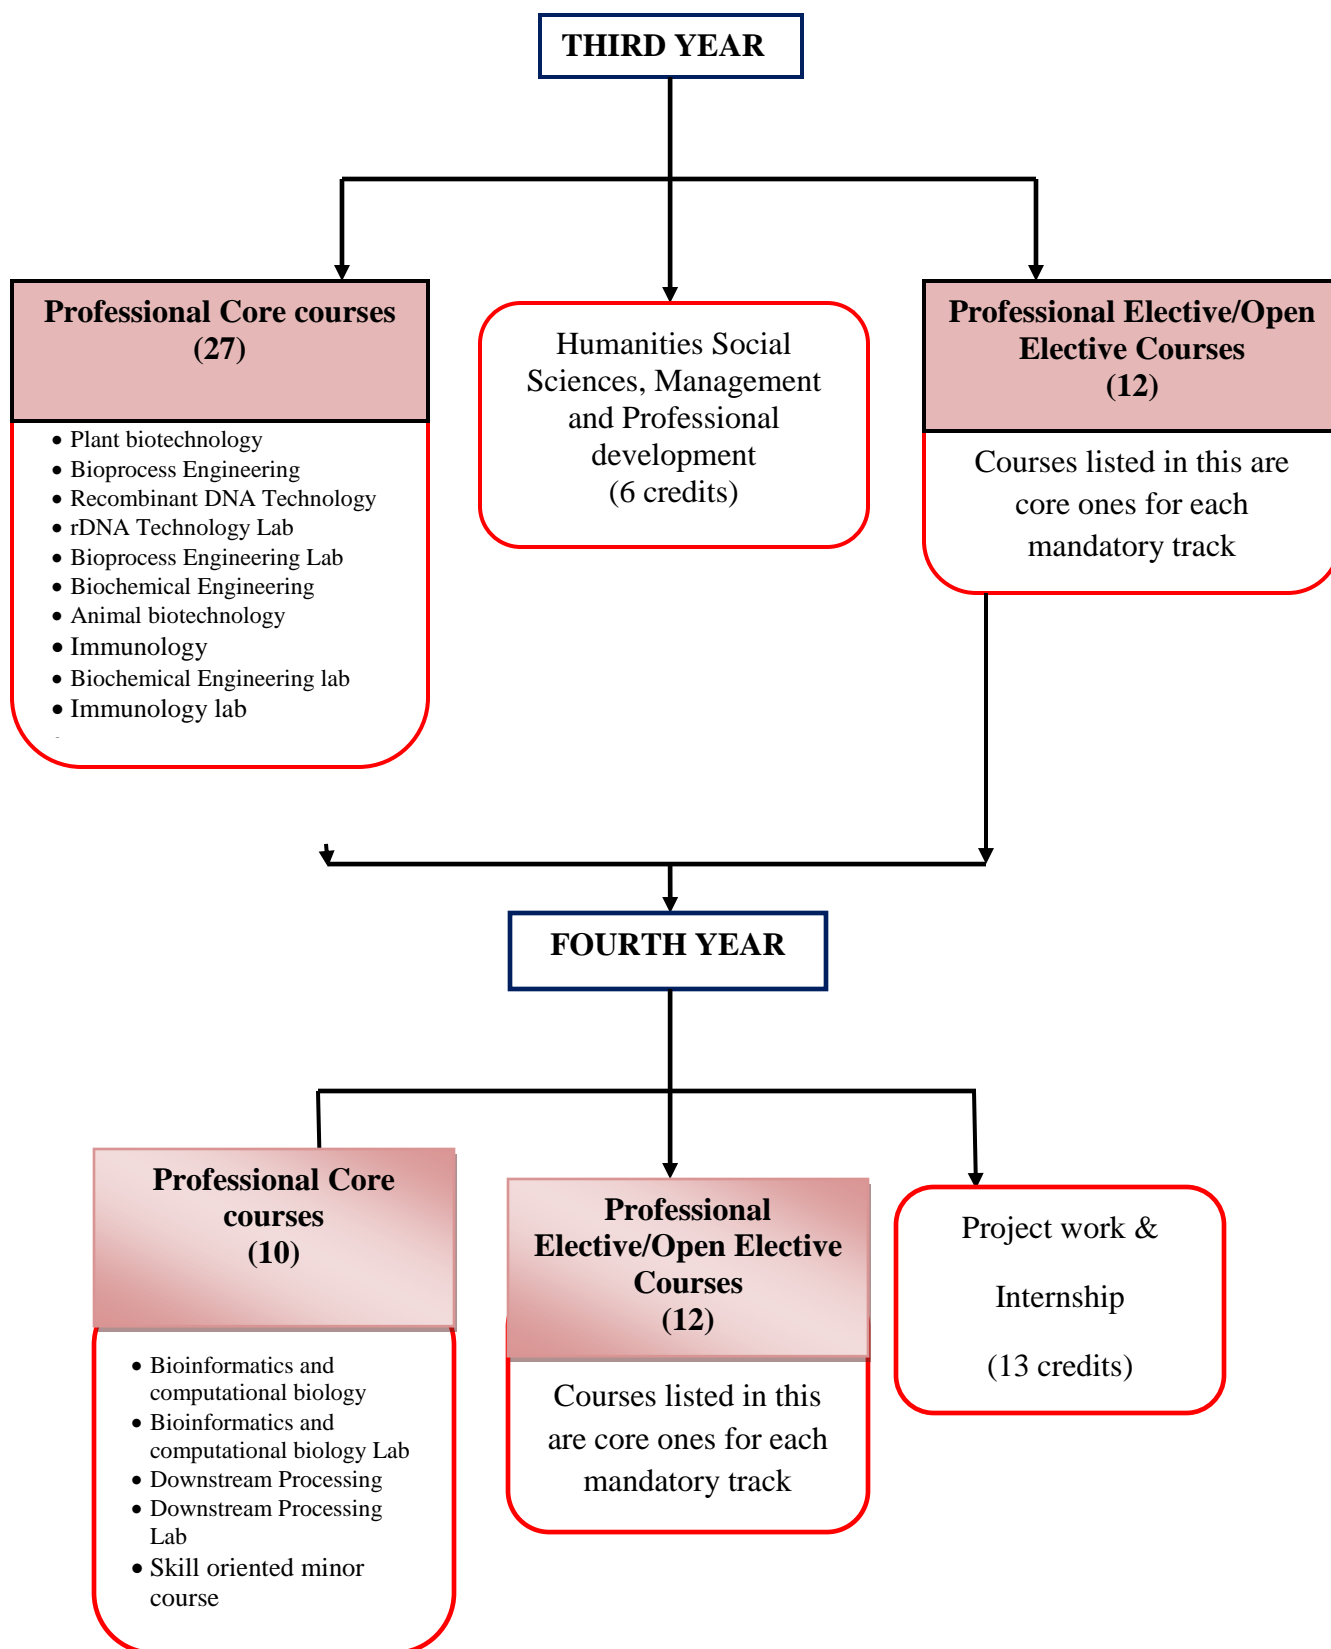 THIRD YEAR
Professional Core courses
(27)
• Plant biotechnology
• Bioprocess Engineering
• Recombinant DNA Technology
• rDNA Technology Lab
• Bioprocess Engineering Lab
• Biochemical Engineering
• Animal biotechnology
• Immunology
• Biochemical Engineering lab
• Immunology lab
Humanities Social
Sciences, Management
and Professional
development
(6 credits)
Professional Elective/Open
Elective Courses
(12)
Courses listed in this are
core ones for each
mandatory track
FOURTH YEAR
Professional Core
courses
(10)
• Bioinformatics and
computational biology
• Bioinformatics and
computational biology Lab
• Downstream Processing
• Downstream Processing
Lab
• Skill oriented minor
course
Professional
Elective/Open Elective
Courses
(12)
Courses listed in this
are core ones for each
mandatory track
Project work &
Internship
(13 credits)